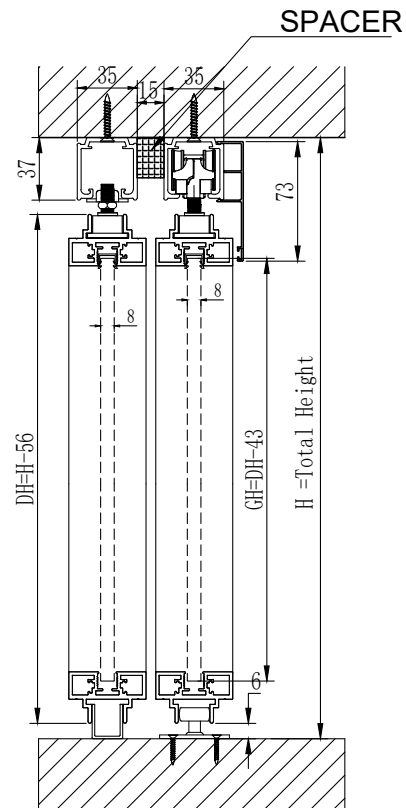 SPACER
35
15
35
37
73
8
8
DH=H-56
GH=DH-43
H =Total Height
6